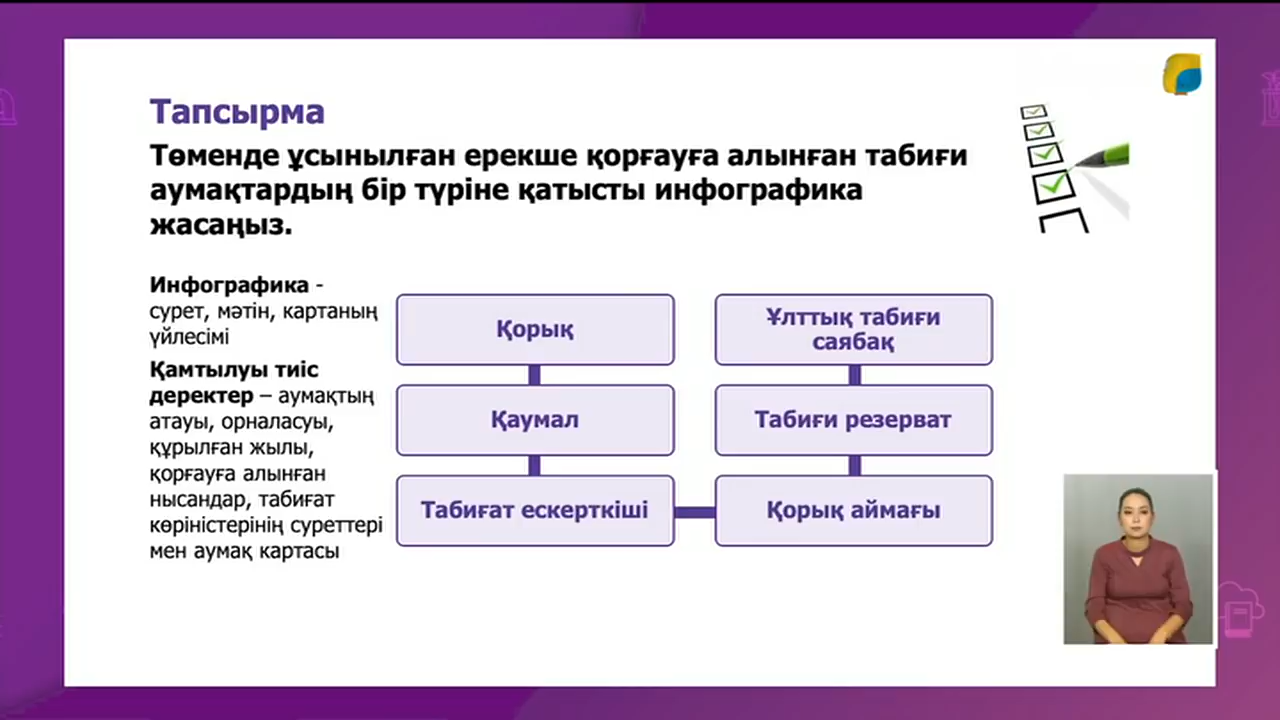 Тапсырма
Төменде ұсынылған ерекше қорғауға алынған табиғи
аумақтардың бір түріне қатысты инфографика
жасаңыз.
Инфографика -
сурет, мәтін, картаның
үйлесімі
Қамтылуы тиіс
деректер – аумақтың
атауы, орналасуы,
құрылған жылы,
қорғауға алынған
нысандар, табиғат
көріністерінің суреттері
мен аумақ картасы
Қорық
Қаумал
Табиғат ескерткіші
Ұлттық табиғи
саябақ
Табиғи резерват
Қорық аймағы